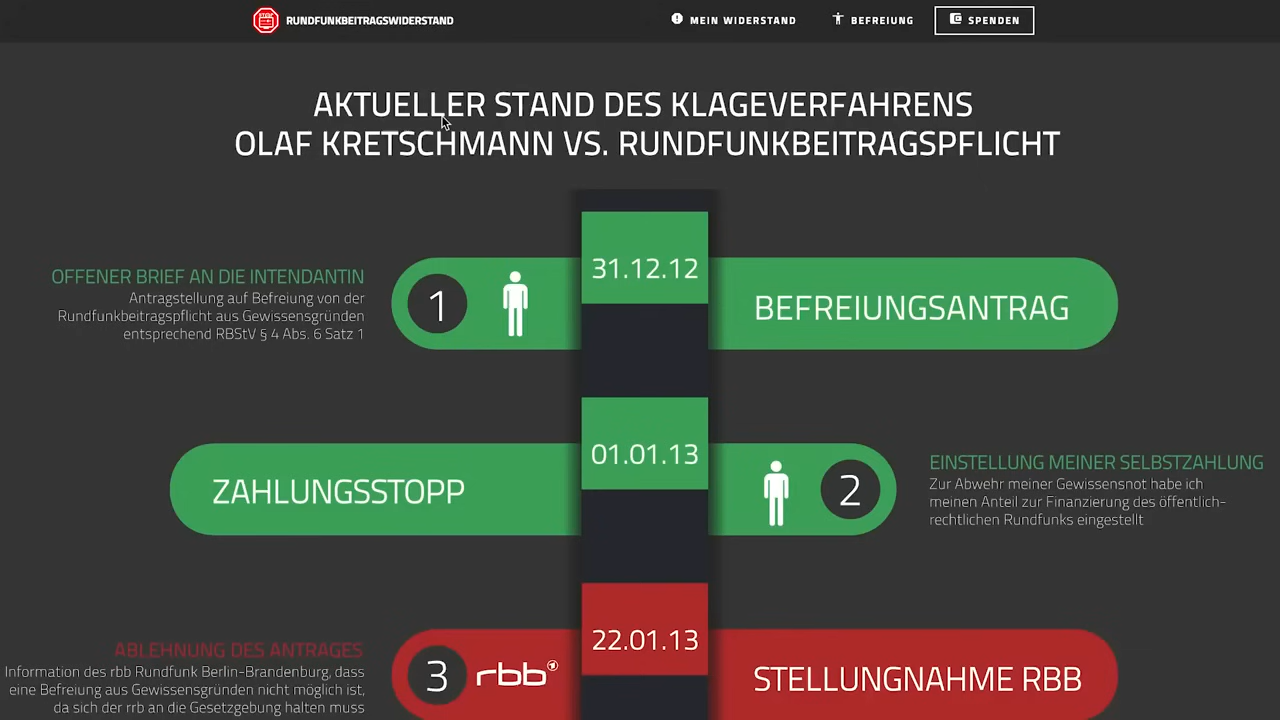 RUNDFUNKBEITRAGSWIDERSTAND
MEIN WIDERSTAND
BEFREIUNG
SPENDEN
AKTUELLER STAND DES KLAGEVERFAHRENS
OLAF KRETSCHMANN VS. RUNDFUNKBEITRAGSPFLICHT
31.12.12
OFFENER BRIEF AN DIE INTENDANTIN
Antragstellung auf Befreiung von der
Rundfunkbeitragspflicht aus Gewissensgründen
entsprechend RBStV § 4 Abs. 6 Satz 1
1
BEFREIUNGSANTRAG
01.01.13
ZAHLUNGSSTOPP
2
EINSTELLUNG MEINER SELBSTZAHLUNG
Zur Abwehr meiner Gewissensnot habe ich
meinen Anteil zur Finanzierung des öffentlich-
rechtlichen Rundfunks eingestellt
22.01.13
ABLEHNUNG DES ANTRAGES
Information des rbb Rundfunk Berlin-Brandenburg, dass
eine Befreiung aus Gewissensgründen nicht möglich ist,
da sich der rrb an die Gesetzgebung halten muss
3
rbb
STELLUNGNAHME RBB